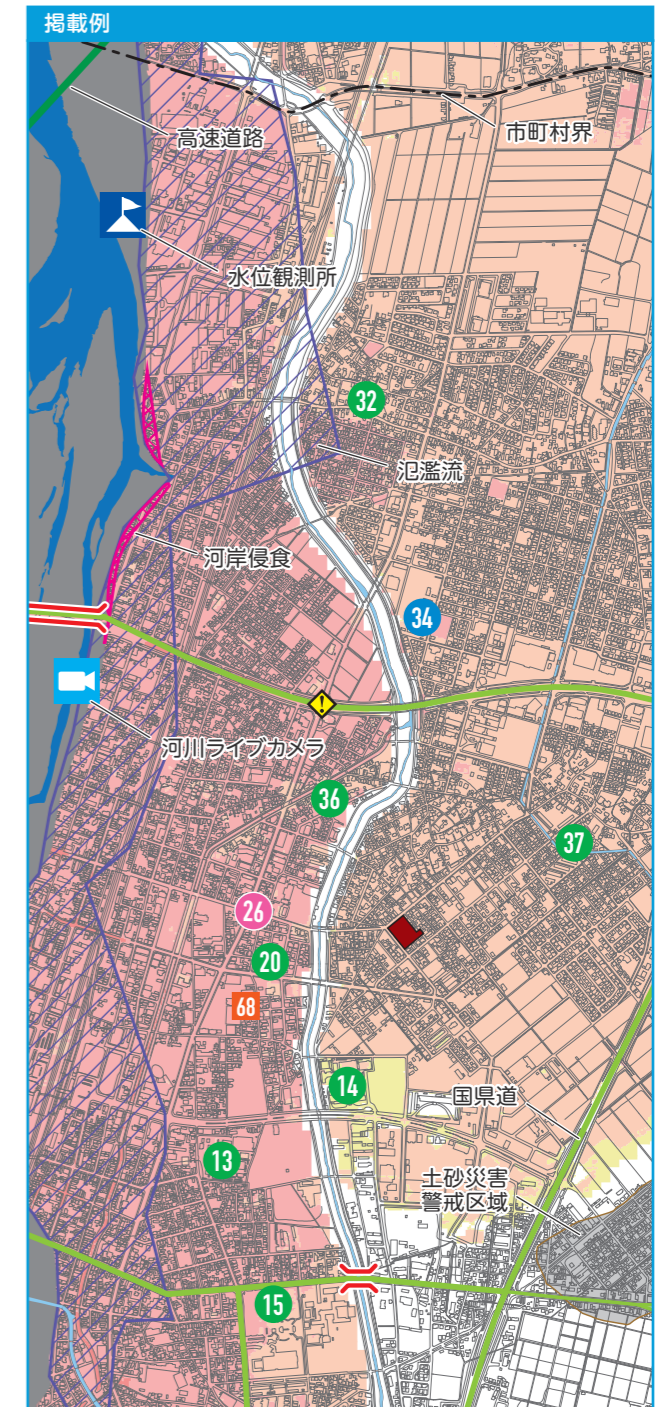 掲載例
高速道路
市町村界
水位観測所
32
氾濫流
河岸侵食
34
!
河川ライブカメラ
36
37
26
20
68
14
国県道
13
土砂災害
警戒区域
15